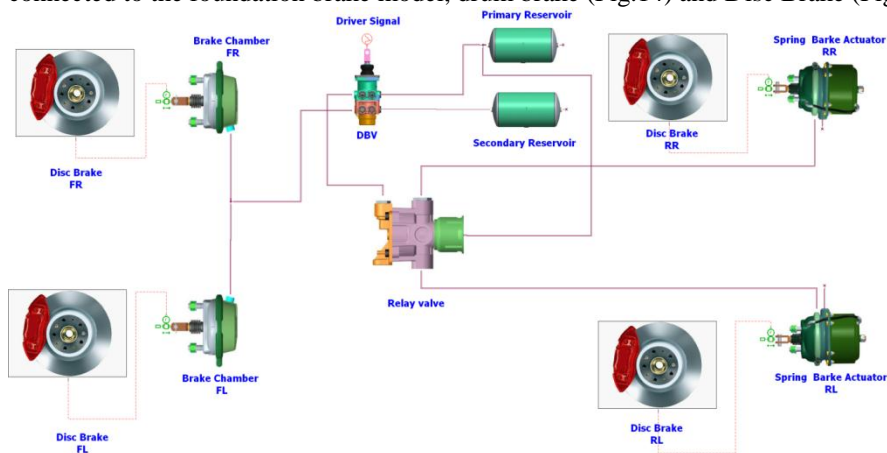 connected to the foundation brake model, drum brake (Fig.14) and Disc Brake (Fig
Driver Signal
Primary Reservoir
Brake Chamber
FR
Spring Barke Actuator
RR
DBV
Secondary Reservoir
Disc Brake
FR
Disc Brake
RR
Relay valve
Brake Chamber
FL
Spring Barke Actuator
RL
Disc Brake
FL
Disc Brake
RL